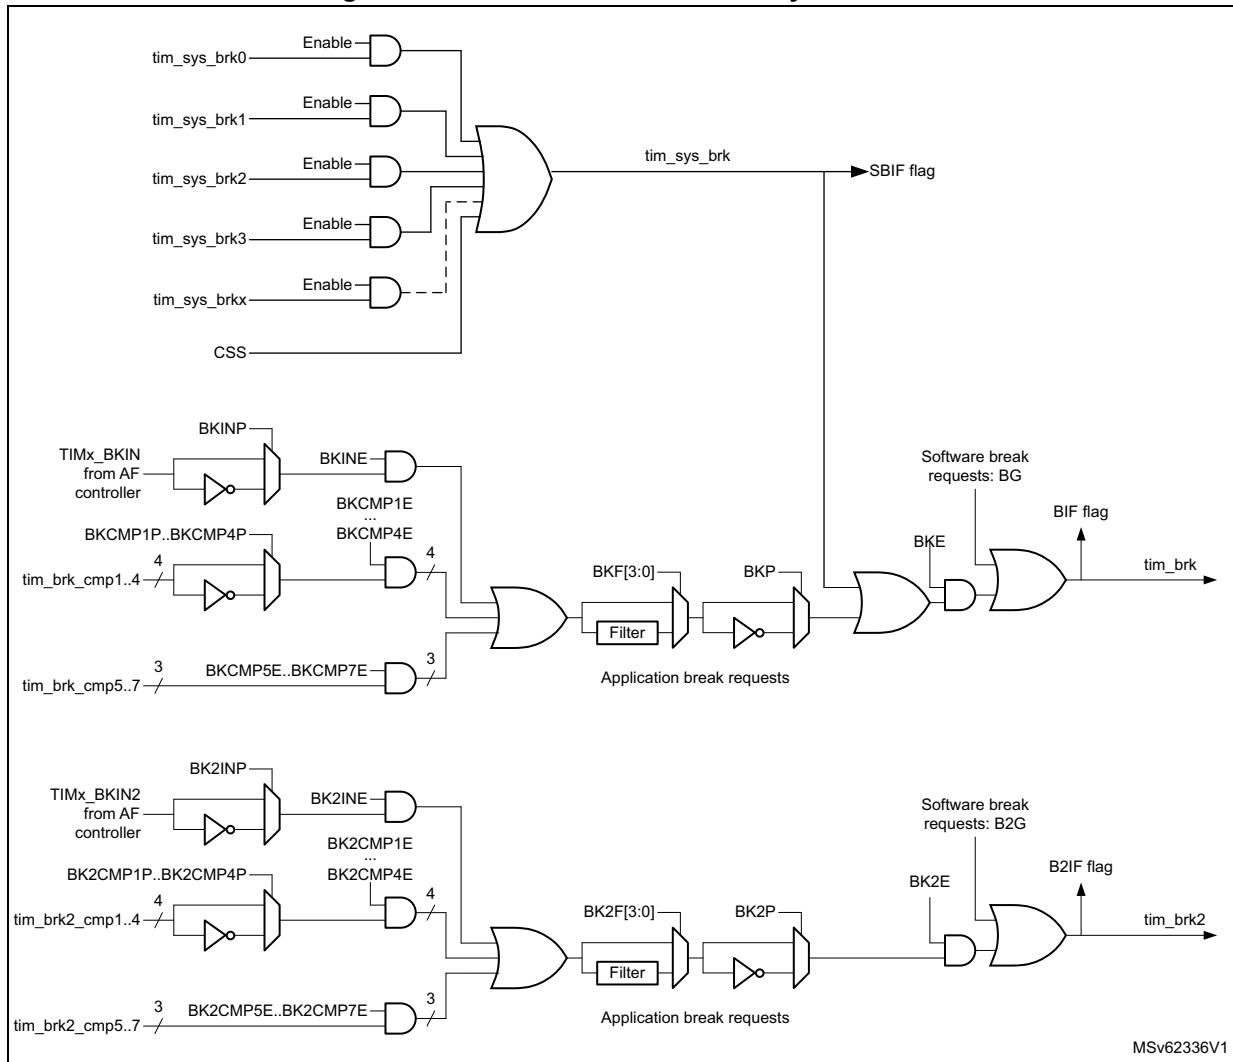 Enable
tim_sys_brk0
Enable
tim_sys_brk1
Enable
tim_sys_brk2
Enable
tim_sys_brk3
Enable
tim_sys_brkx
CSS
tim_sys_brk
SBIF flag
BKINP
TIMx_BKIN
from AF
controller
BKINE
BKCMP1E
...
BKCMP4E
BKCMP1P..BKCMP4P
4
tim_brk_cmp1..4
4
3
tim_brk_cmp5..7
BKCMP5E..BKCMP7E
3
BKF[3:0]
Filter
BKP
Application break requests
BKE
Software break
requests: BG
BIF flag
tim_brk
BK2INP
TIMx_BKIN2
from AF
controller
BK2INE
BK2CMP1E
...
BK2CMP4E
BK2CMP1P..BK2CMP4P
4
tim_brk2_cmp1..4
4
3
tim_brk2_cmp5..7
BK2CMP5E..BK2CMP7E
3
BK2F[3:0]
Filter
BK2P
Application break requests
BK2E
Software break
requests: B2G
B2IF flag
tim_brk2
MSv62336V1